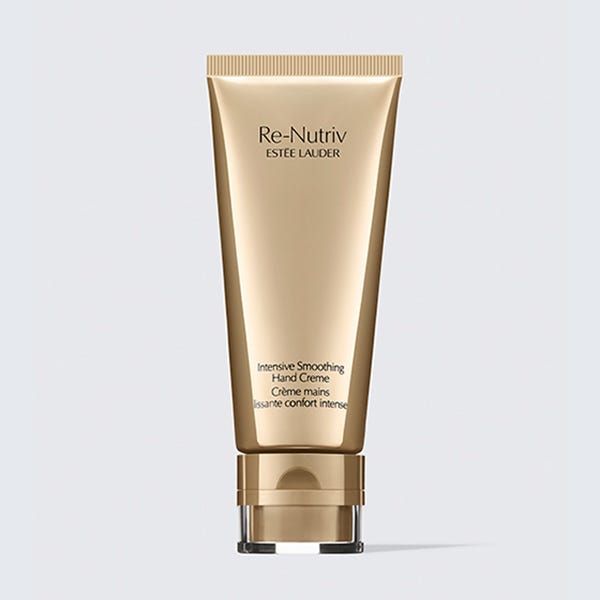 Re-Nutriv
ESTĒE LAUDER
Intensive Smoothing
Hand Creme
Crème mains
lissante confort intense